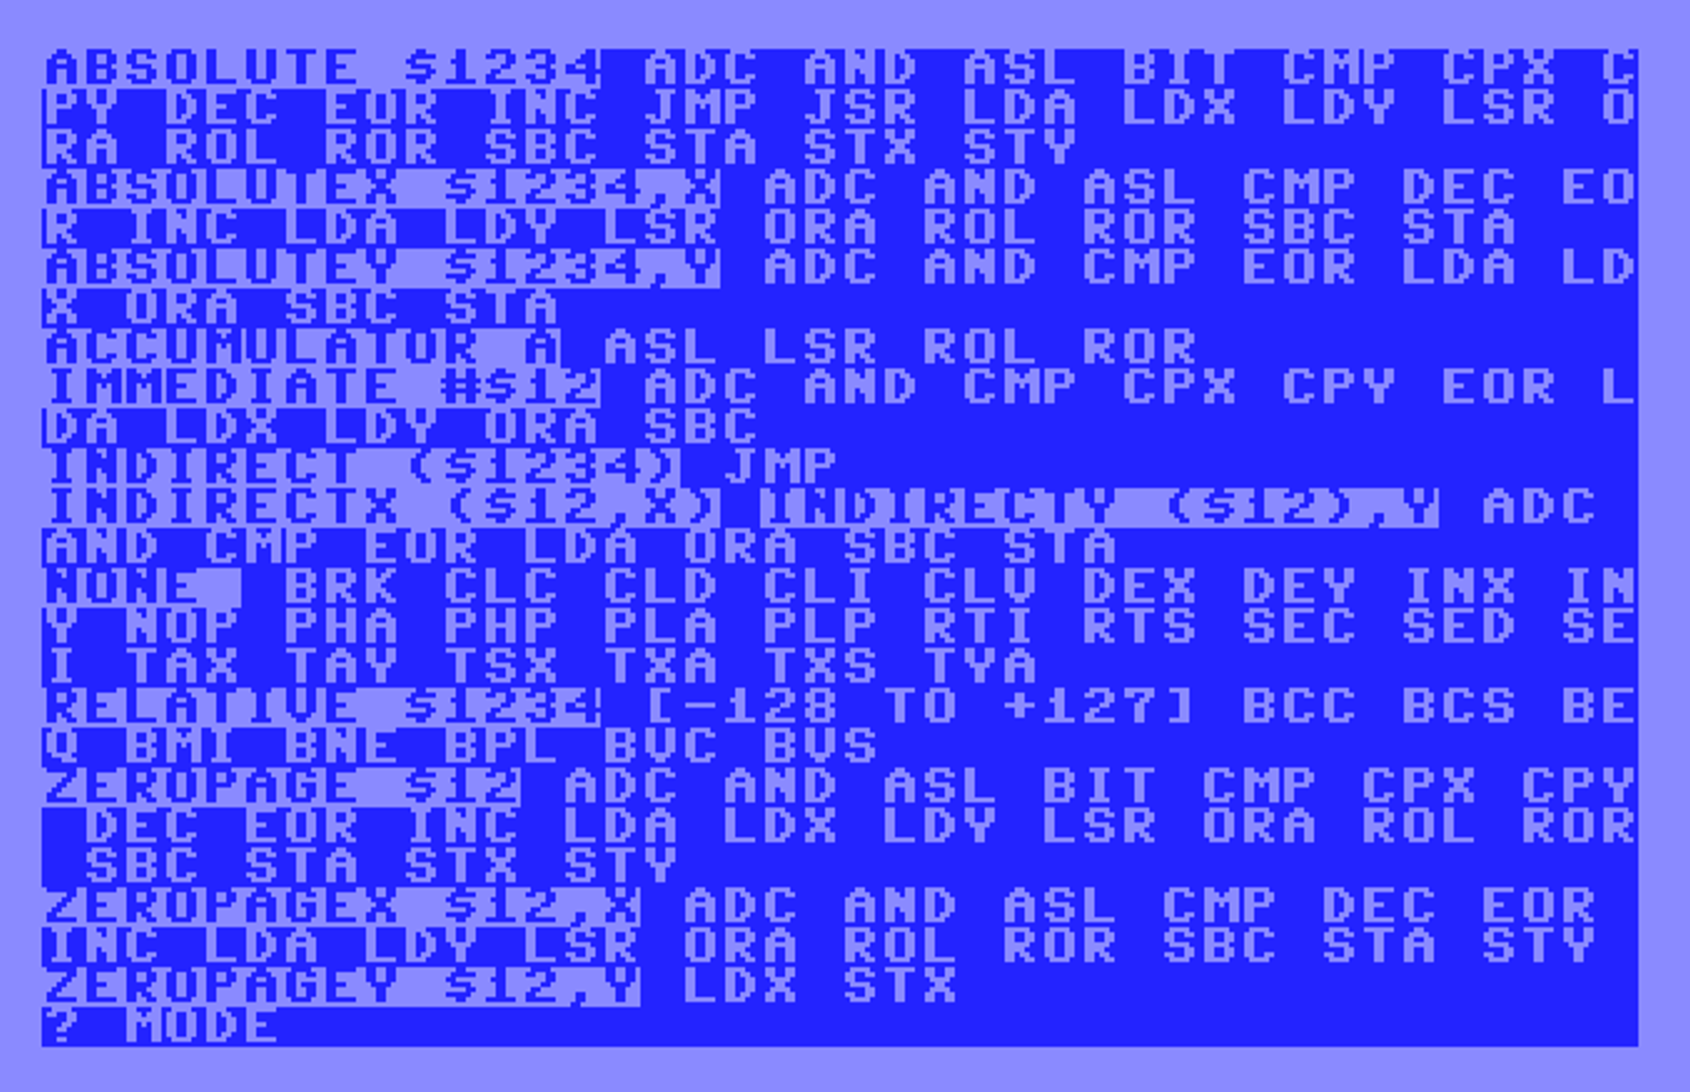 ABSOLUTE $1234 ADC AND ASL BIT CMP CPX C
PY DEC EOR INC JMP JSR LDA LDX LDY LSR O
RA ROL ROR SBC STA STX STY
ABSOLUTEX $1234,X ADC AND ASL CMP DEC EO
R INC LDA LDY LSR ORA ROL ROR SBC STA
ABSOLUTEY $1234,Y ADC AND CMP EOR LDA LD
X ORA SBC STA
ACCUMULATOR A ASL LSR ROL ROR
IMMEDIATE #$12 ADC AND CMP CPX CPY EOR L
DA LDX LDY ORA SBC
INDIRECT ($1234) JMP
INDIRECTX ($12,X) INDIRECTY ($12),Y ADC
AND CMP EOR LDA ORA SBC STA
NONE  BRK CLC CLD CLI CLV DEX DEY INX IN
Y NOP PHA PHP PLA PLP RTI RTS SEC SED SE
I TAX TAY TSX TXA TXS TYA
RELATIVE $1234 [-128 TO +127] BCC BCS BE
Q BMI BNE BPL BVC BVS
ZEROPAGE $12 ADC AND ASL BIT CMP CPX CPY
 DEC EOR INC LDA LDX LDY LSR ORA ROL ROR
 SBC STA STX STY
ZEROPAGEX $12,X ADC AND ASL CMP DEC EOR
INC LDA LDY LSR ORA ROL ROR SBC STA STY
ZEROPAGEY $12,Y LDX STX
? MODE